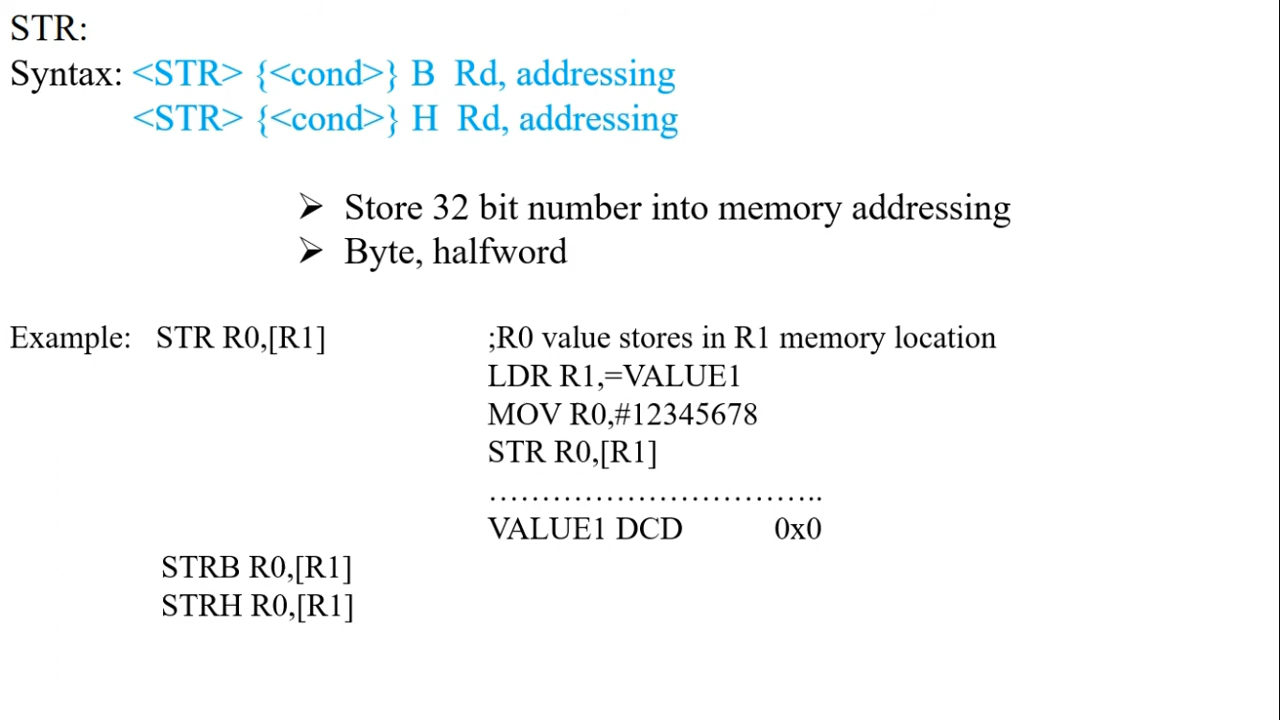 STR:
Syntax: <STR> {<cond>} B  Rd, addressing
<STR> {<cond>} H  Rd, addressing
➢ Store 32 bit number into memory addressing
➢ Byte, halfword
Example: STR R0,[R1] ;R0 value stores in R1 memory location
LDR R1,=VALUE1
MOV R0,#12345678
STR R0,[R1]
…………………………..
VALUE1 DCD 0x0
STRB R0,[R1]
STRH R0,[R1]